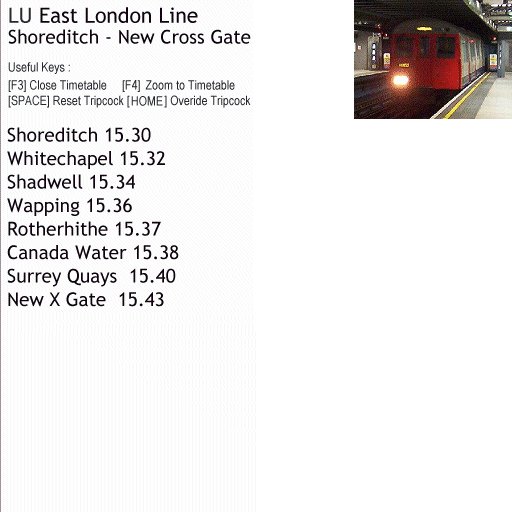 LU East London Line
Shoreditch - New Cross Gate
Useful Keys :
[F3] Close Timetable [F4] Zoom to Timetable
[SPACE] Reset Tripcock [HOME] Overide Tripcock
Shoreditch 15.30
Whitechapel 15.32
Shadwell 15.34
Wapping 15.36
Rotherhithe 15.37
Canada Water 15.38
Surrey Quays 15.40
New X Gate 15.43